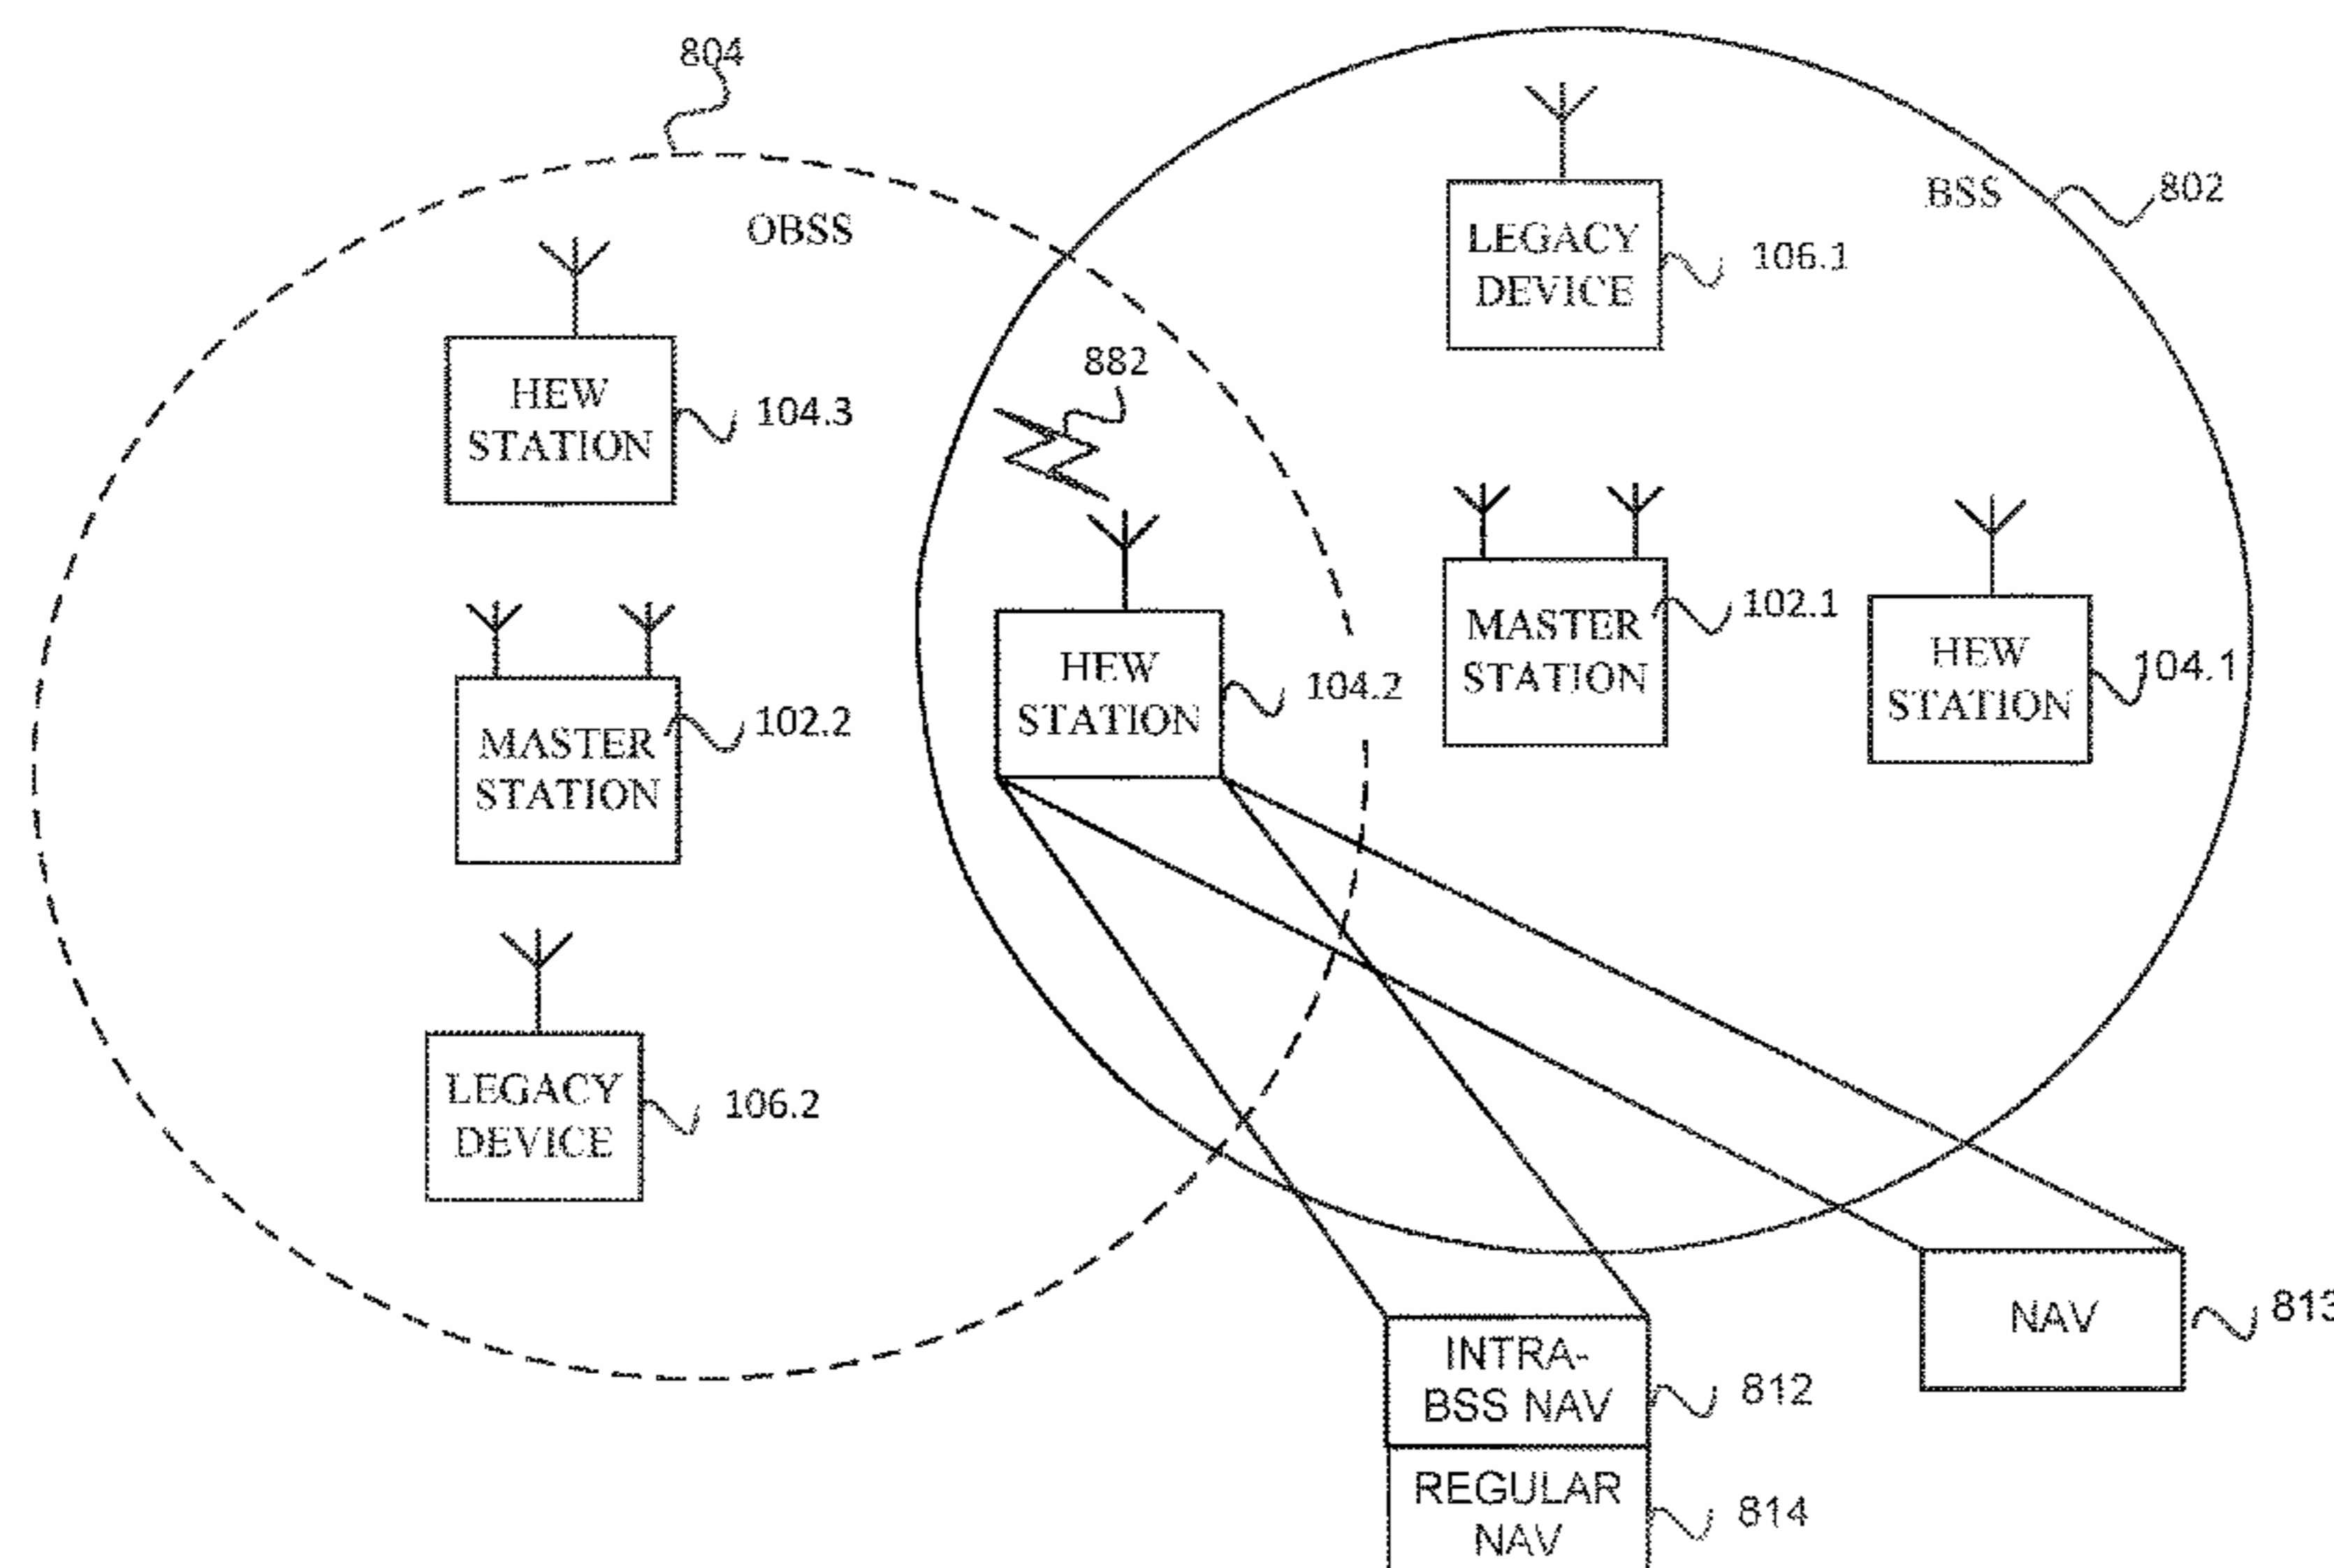 804
802
BSS
OBSS
LEGACY
DEVICE
106.1
882
HEW
STATION
104.3
MASTER
STATION
102.1
HEW
STATION
104.1
HEW
STATION
104.2
MASTER
STATION
102.2
LEGACY
DEVICE
106.2
NAV
813
INTRA-
BSS NAV
812
REGULAR
NAV
814